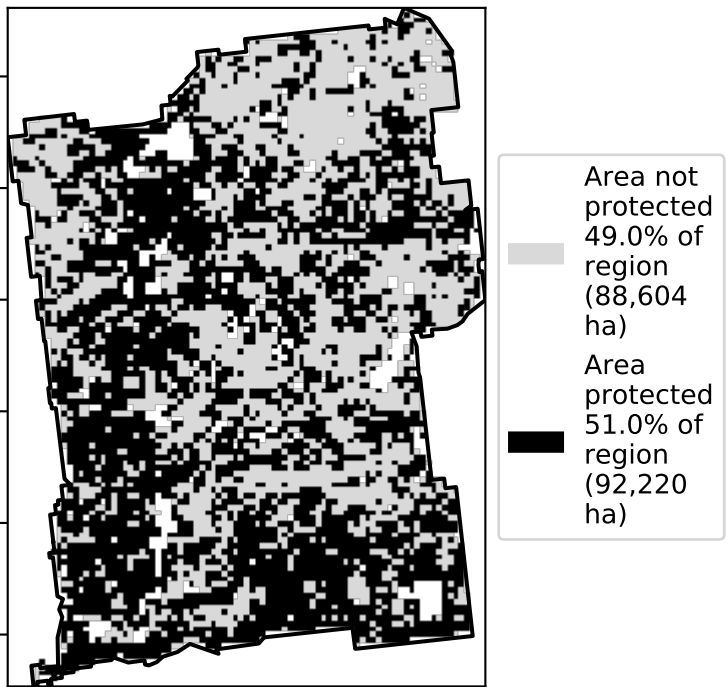 Area not
protected
49.0% of
region
(88,604
ha)
Area
protected
51.0% of
region
(92,220
ha)